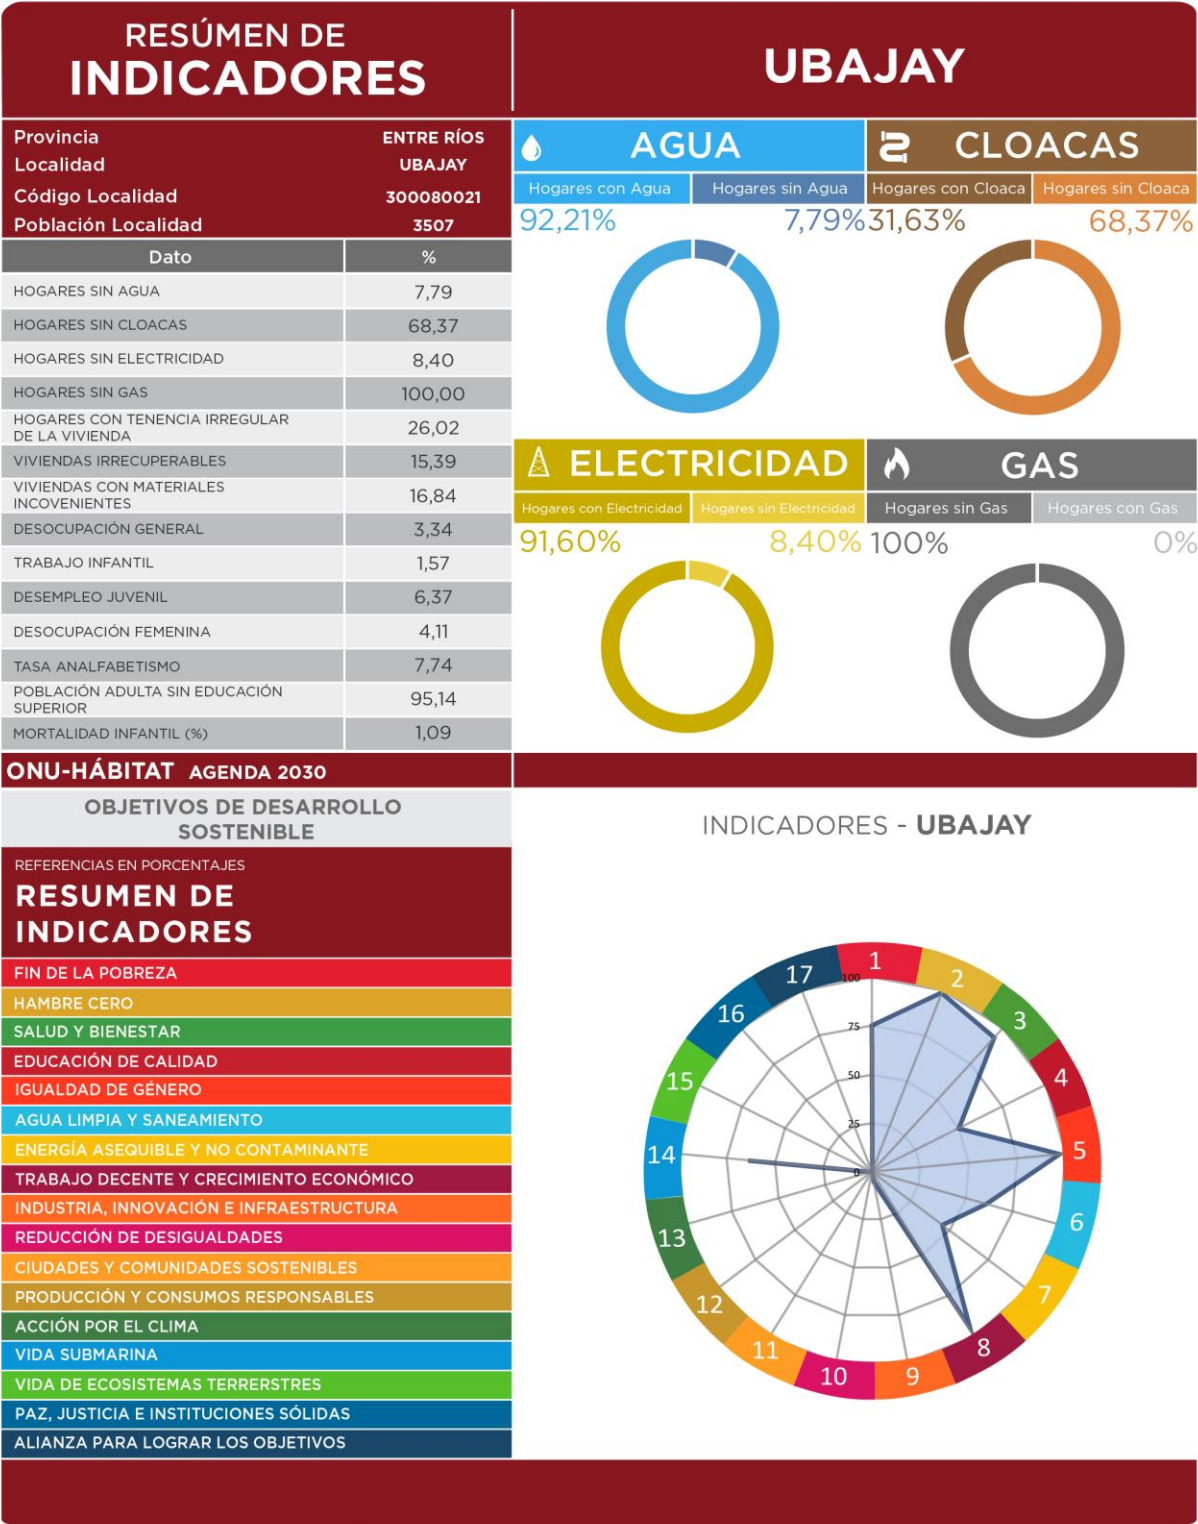 RESÚMEN DE
INDICADORES
UBAJAY
Provincia ENTRE RÍOS
Localidad UBAJAY
Código Localidad 300080021
Población Localidad 3507
Dato %
HOGARES SIN AGUA 7,79
HOGARES SIN CLOACAS 68,37
HOGARES SIN ELECTRICIDAD 8,40
HOGARES SIN GAS 100,00
HOGARES CON TENENCIA IRREGULAR
DE LA VIVIENDA 26,02
VIVIENDAS IRRECUPERABLES 15,39
VIVIENDAS CON MATERIALES
INCOVENIENTES 16,84
DESOCUPACIÓN GENERAL 3,34
TRABAJO INFANTIL 1,57
DESEMPLEO JUVENIL 6,37
DESOCUPACIÓN FEMENINA 4,11
TASA ANALFABETISMO 7,74
POBLACIÓN ADULTA SIN EDUCACIÓN
SUPERIOR 95,14
MORTALIDAD INFANTIL (%) 1,09
AGUA
Hogares con Agua Hogares sin Agua
92,21% 7,79%
CLOACAS
Hogares con Cloaca Hogares sin Cloaca
31,63% 68,37%
ELECTRICIDAD
Hogares con Electricidad Hogares sin Electricidad
91,60% 8,40%
GAS
Hogares sin Gas Hogares con Gas
100% 0%
ONU-HÁBITAT AGENDA 2030
OBJETIVOS DE DESARROLLO
SOSTENIBLE
REFERENCIAS EN PORCENTAJES
RESUMEN DE
INDICADORES
FIN DE LA POBREZA
HAMBRE CERO
SALUD Y BIENESTAR
EDUCACIÓN DE CALIDAD
IGUALDAD DE GÉNERO
AGUA LIMPIA Y SANEAMIENTO
ENERGÍA ASEQUIBLE Y NO CONTAMINANTE
TRABAJO DECENTE Y CRECIMIENTO ECONÓMICO
INDUSTRIA, INNOVACIÓN E INFRAESTRUCTURA
REDUCCIÓN DE DESIGUALDADES
CIUDADES Y COMUNIDADES SOSTENIBLES
PRODUCCIÓN Y CONSUMOS RESPONSABLES
ACCIÓN POR EL CLIMA
VIDA SUBMARINA
VIDA DE ECOSISTEMAS TERRERSTRES
PAZ, JUSTICIA E INSTITUCIONES SÓLIDAS
ALIANZA PARA LOGRAR LOS OBJETIVOS
INDICADORES - UBAJAY
1
2
3
4
5
6
7
8
9
10
11
12
13
14
15
16
17
100
75
50
25
0